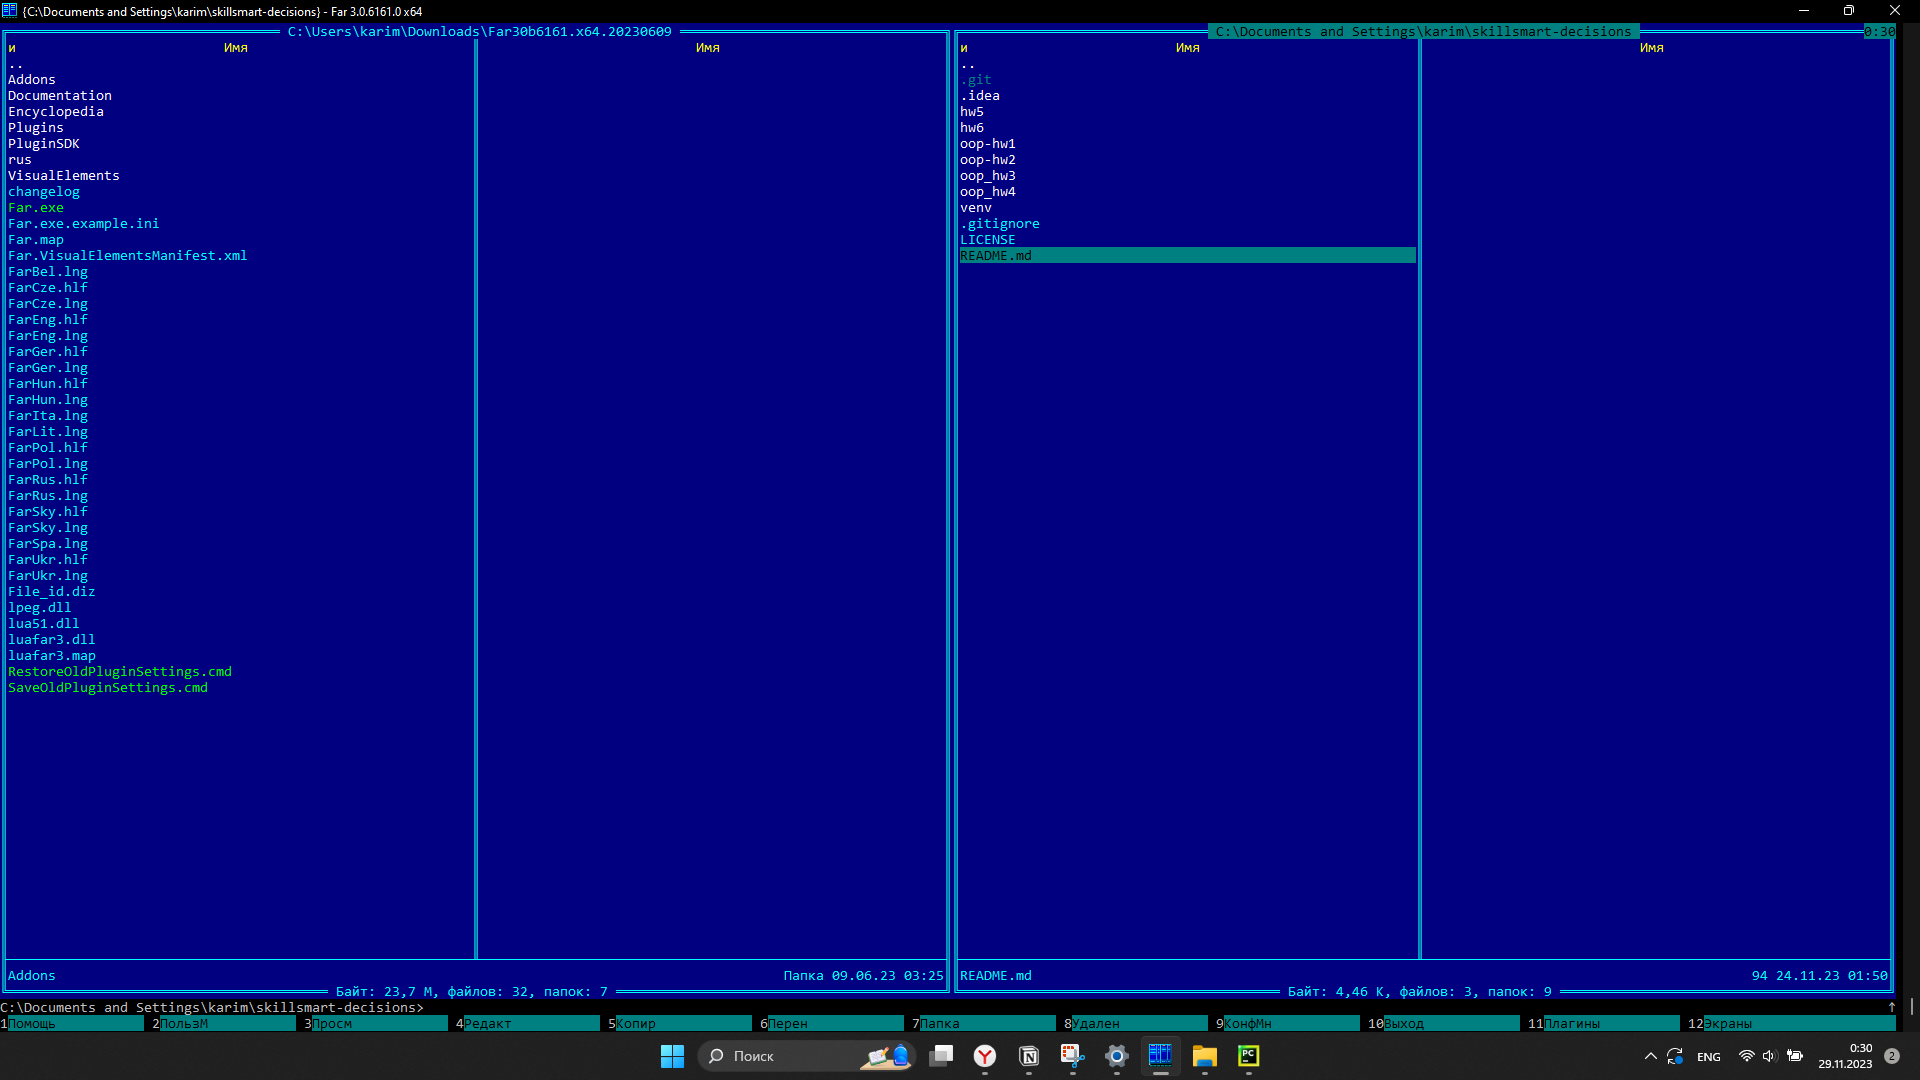 {C:\Documents and Settings\karim\skillsmart-decisions} - Far 3.0.6161.0 x64
C:\Users\karim\Downloads\Far30b6161.x64.20230609
и Имя Имя
..
Addons
Documentation
Encyclopedia
Plugins
PluginSDK
rus
VisualElements
changelog
Far.exe
Far.exe.example.ini
Far.map
Far.VisualElementsManifest.xml
FarBel.lng
FarCze.hlf
FarCze.lng
FarEng.hlf
FarEng.lng
FarGer.hlf
FarGer.lng
FarHun.hlf
FarHun.lng
FarIta.lng
FarLit.lng
FarPol.hlf
FarPol.lng
FarRus.hlf
FarRus.lng
FarSky.hlf
FarSky.lng
FarSpa.lng
FarUkr.hlf
FarUkr.lng
File_id.diz
lpeg.dll
lua51.dll
luafar3.dll
luafar3.map
RestoreOldPluginSettings.cmd
SaveOldPluginSettings.cmd
Addons Папка 09.06.23 03:25
Байт: 23,7 М, файлов: 32, папок: 7
C:\Documents and Settings\karim\skillsmart-decisions 0:30
и Имя Имя
..
.git
.idea
hw5
hw6
oop-hw1
oop-hw2
oop_hw3
oop_hw4
venv
.gitignore
LICENSE
README.md
README.md 94 24.11.23 01:50
Байт: 4,46 К, файлов: 3, папок: 9
C:\Documents and Settings\karim\skillsmart-decisions> ↑
1Помощь 2ПользМ 3Просм 4Редакт 5Копир 6Перен 7Папка 8Удален 9КонфМн 10Выход 11Плагины 12Экраны
Поиск
PC
ENG
0:30
29.11.2023
2